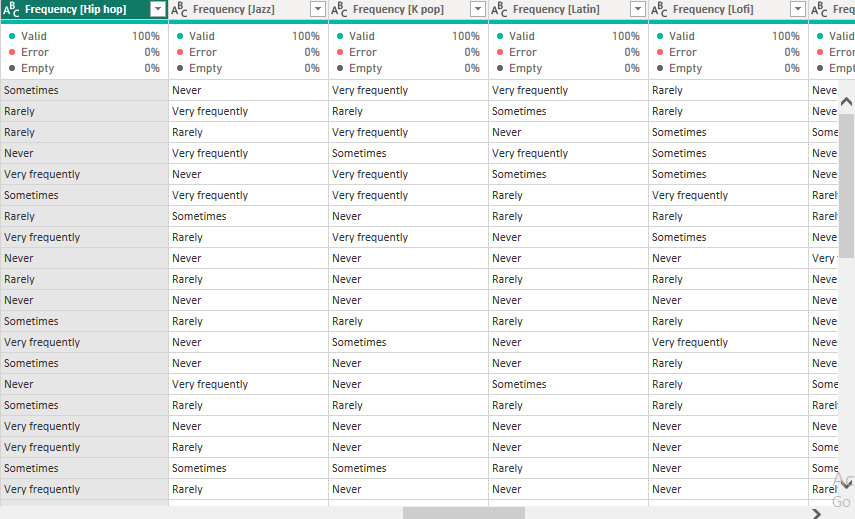 ABC Frequency [Hip hop] ABC Frequency [Jazz] ABC Frequency [K pop] ABC Frequency [Latin] ABC Frequency [Lofi] ABC Freq
Valid 100% Valid 100% Valid 100% Valid 100% Valid 100% Valid
Error 0% Error 0% Error 0% Error 0% Error 0% Error
Empty 0% Empty 0% Empty 0% Empty 0% Empty 0% Empt
Sometimes Never Very frequently Very frequently Rarely Neve
Rarely Very frequently Rarely Sometimes Rarely Neve
Rarely Rarely Very frequently Never Sometimes Some
Never Very frequently Sometimes Very frequently Sometimes Neve
Very frequently Never Very frequently Sometimes Sometimes Neve
Sometimes Very frequently Very frequently Rarely Very frequently Rarel
Rarely Sometimes Never Rarely Rarely Rarel
Very frequently Rarely Very frequently Never Sometimes Neve
Never Never Never Never Never Very
Rarely Rarely Never Rarely Never Neve
Never Never Never Never Never Neve
Sometimes Rarely Rarely Rarely Rarely Neve
Very frequently Never Sometimes Never Very frequently Neve
Sometimes Never Never Never Rarely Neve
Never Very frequently Never Sometimes Rarely Some
Sometimes Rarely Rarely Rarely Rarely Rarel
Very frequently Never Never Never Never Neve
Very frequently Rarely Never Never Never Some
Sometimes Sometimes Sometimes Rarely Never Some
Very frequently Rarely Never Never Never Rarel
Ac
Go